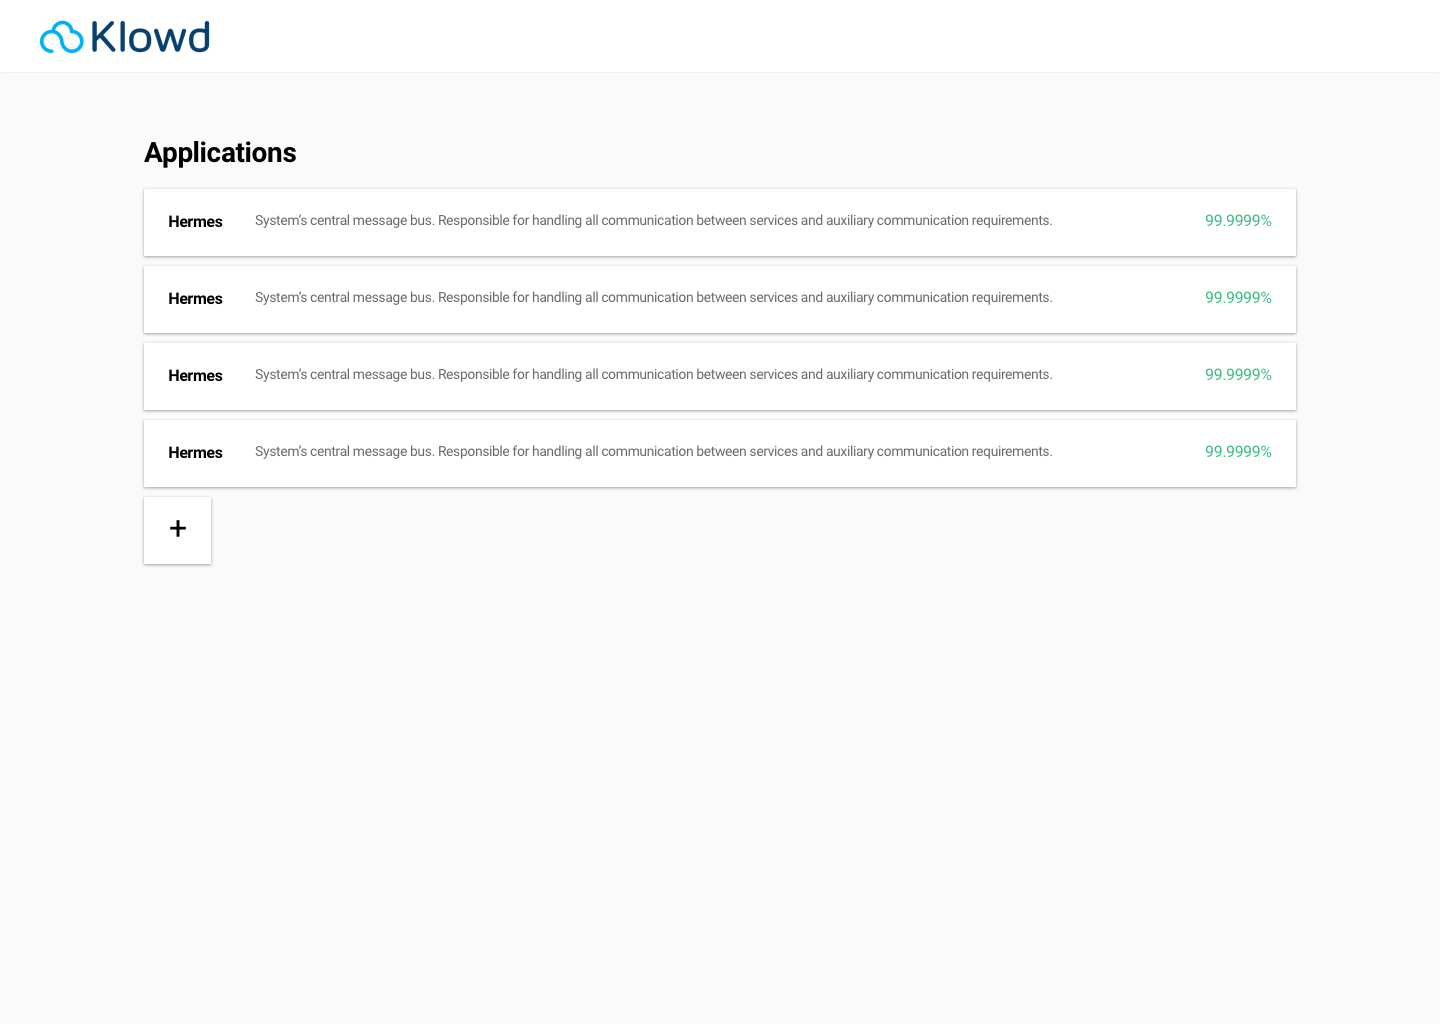 Klowd
Applications
Hermes System's central message bus. Responsible for handling all communication between services and auxiliary communication requirements. 99.9999%
Hermes System's central message bus. Responsible for handling all communication between services and auxiliary communication requirements. 99.9999%
Hermes System's central message bus. Responsible for handling all communication between services and auxiliary communication requirements. 99.9999%
Hermes System's central message bus. Responsible for handling all communication between services and auxiliary communication requirements. 99.9999%
+